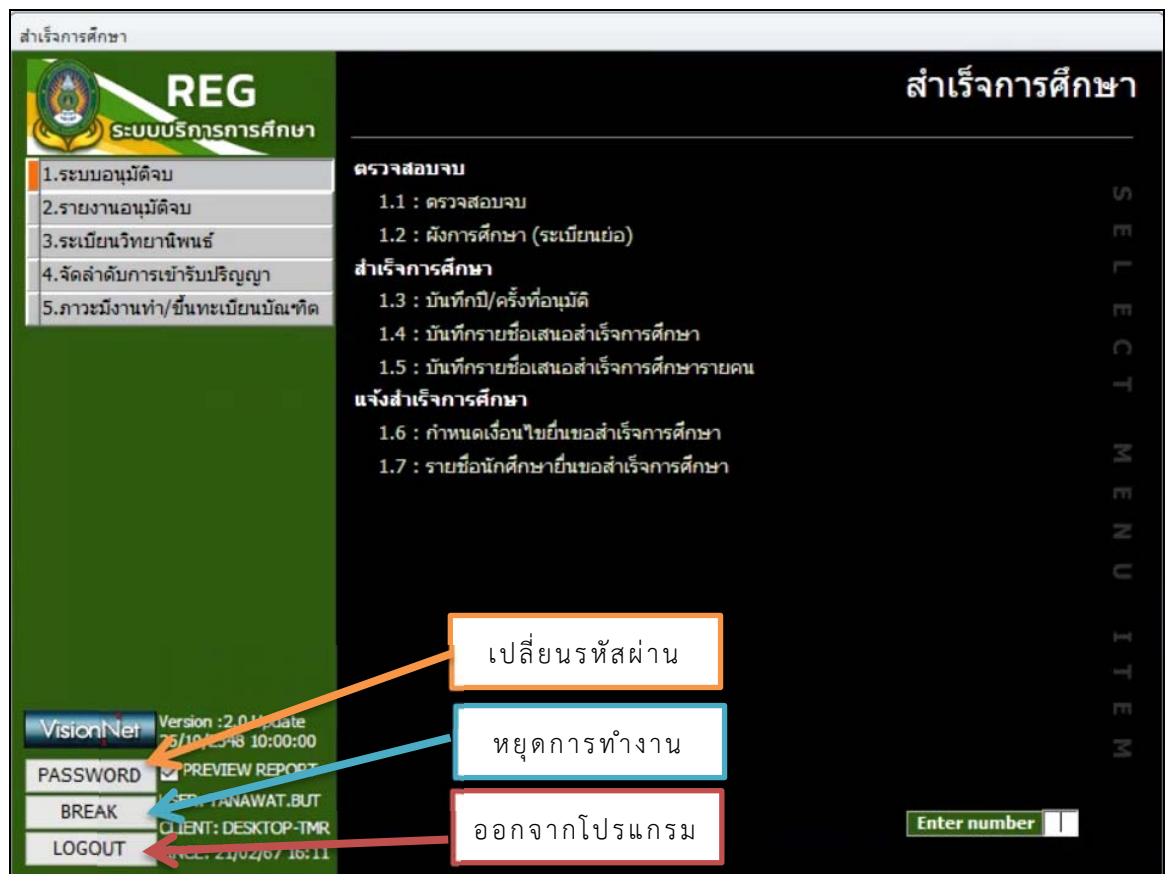 สำเร็จการศึกษา
REG
ระบบบริการการศึกษา
สำเร็จการศึกษา
1.ระบบอนุมัติจบ
2.รายงานอนุมัติจบ
3.ระเบียนวิทยานิพนธ์
4.จัดลำดับการเข้ารับปริญญา
5.ภาวะมีงานทำ/ขึ้นทะเบียนบัณฑิต
ตรวจสอบจบ
1.1 : ตรวจสอบจบ
1.2 : ผังการศึกษา (ระเบียนย่อ)
สำเร็จการศึกษา
1.3 : บันทึกปี/ครั้งที่อนุมัติ
1.4 : บันทึกรายชื่อเสนอสำเร็จการศึกษา
1.5 : บันทึกรายชื่อเสนอสำเร็จการศึกษารายคน
แจ้งสำเร็จการศึกษา
1.6 : กำหนดเงื่อนไขยื่นขอสำเร็จการศึกษา
1.7 : รายชื่อนักศึกษายื่นขอสำเร็จการศึกษา
SELECT MENU ITEM
เปลี่ยนรหัสผ่าน
หยุดการทำงาน
ออกจากโปรแกรม
VisionNet
Version :2.0 Update
10:00:00
PASSWORD
PREVIEW REPORT
BREAK
CLIENT: DESKTOP-TMR
LOGOUT
21/02/67 16:11
Enter number